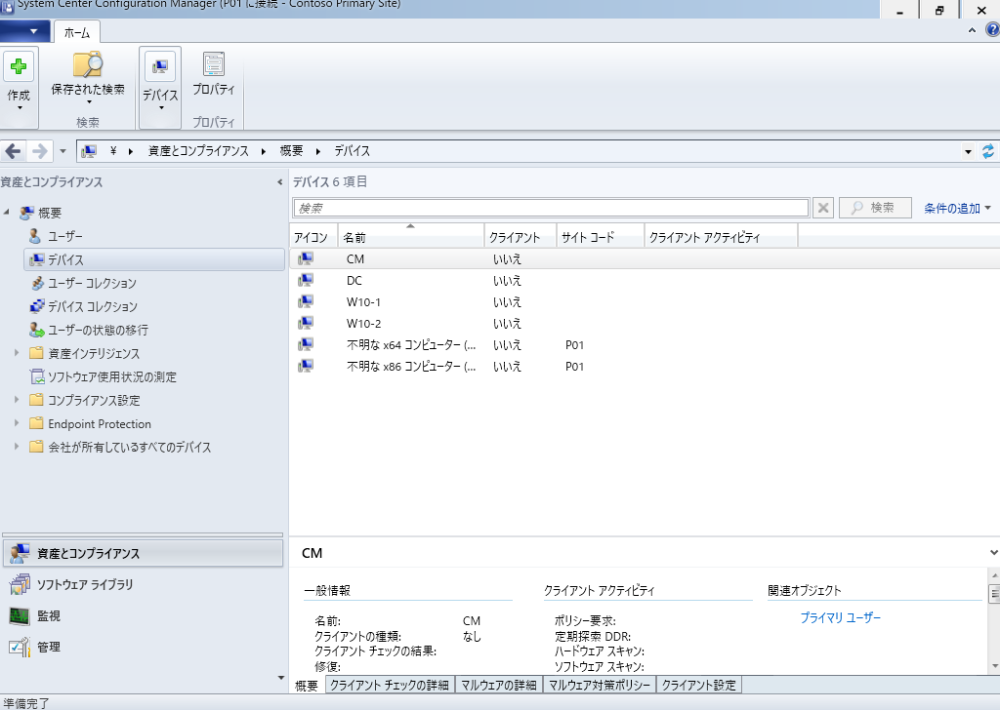 System Center Configuration Manager (P01 に接続 - Contoso Primary Site)
ホーム
作成
保存された検索
検索
デバイス
プロパティ
プロパティ
¥ 資産とコンプライアンス 概要 デバイス
資産とコンプライアンス
概要
ユーザー
デバイス
ユーザー コレクション
デバイス コレクション
ユーザーの状態の移行
資産インテリジェンス
ソフトウェア使用状況の測定
コンプライアンス設定
Endpoint Protection
会社が所有しているすべてのデバイス
資産とコンプライアンス
ソフトウェア ライブラリ
監視
管理
デバイス 6 項目
検索
検索
条件の追加
アイコン 名前 クライアント サイト コード クライアント アクティビティ
CM いいえ
DC いいえ
W10-1 いいえ
W10-2 いいえ
不明な x64 コンピューター (... いいえ P01
不明な x86 コンピューター (... いいえ P01
CM
一般情報
名前: CM
クライアントの種類: なし
クライアント チェックの結果:
修復:
クライアント アクティビティ
ポリシー要求:
定期探索 DDR:
ハードウェア スキャン:
ソフトウェア スキャン:
関連オブジェクト
プライマリ ユーザー
概要 クライアント チェックの詳細 マルウェアの詳細 マルウェア対策ポリシー クライアント設定
準備完了